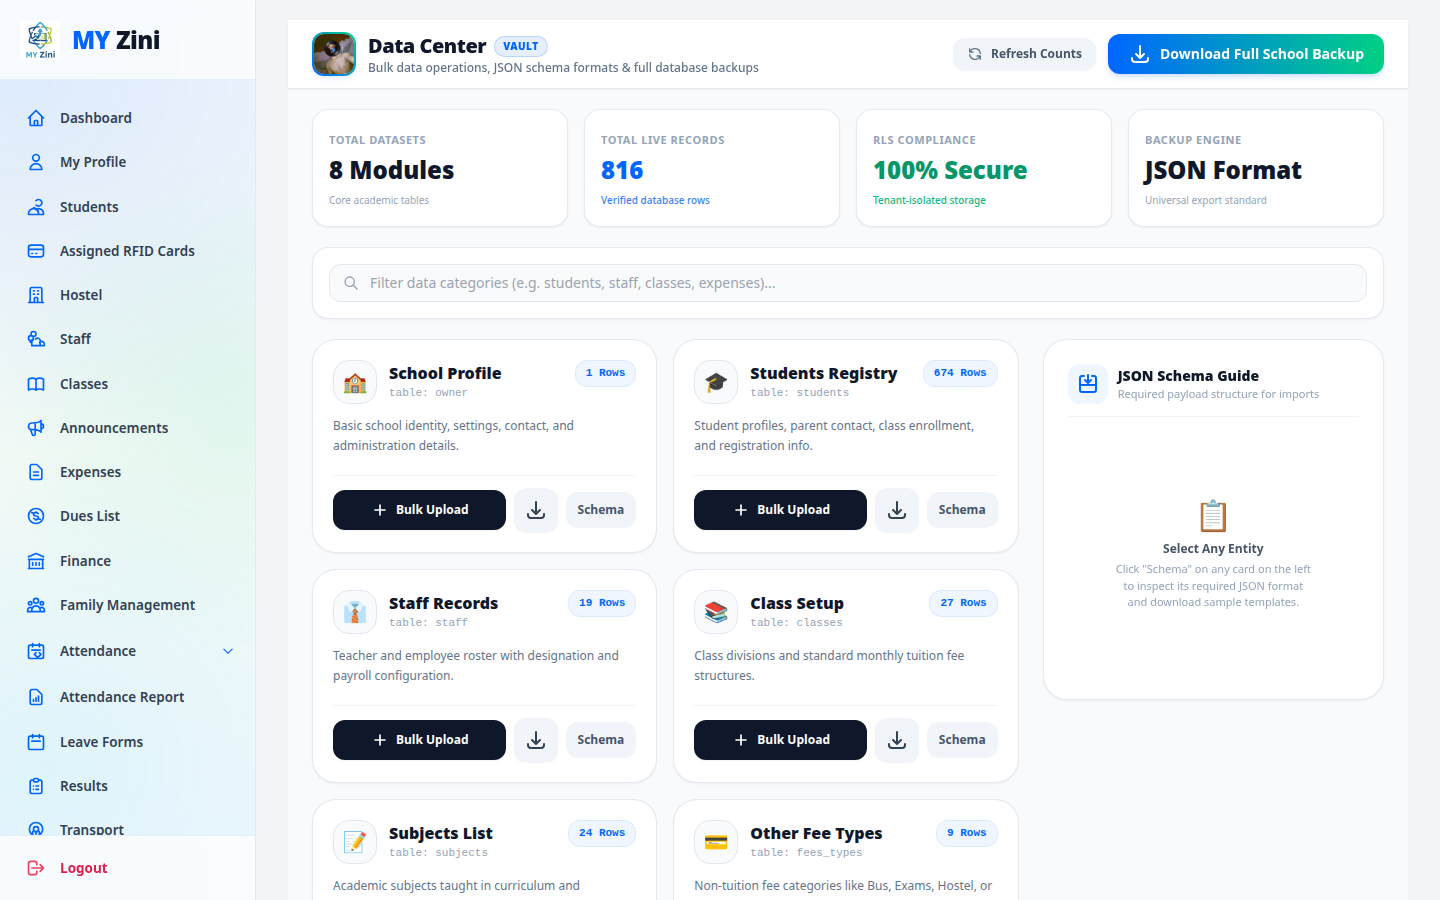 MY Zini
MY Zini
Dashboard
My Profile
Students
Assigned RFID Cards
Hostel
Staff
Classes
Announcements
Expenses
Dues List
Finance
Family Management
Attendance
Attendance Report
Leave Forms
Results
Transport
Logout
Data Center
VAULT
Bulk data operations, JSON schema formats & full database backups
Refresh Counts
Download Full School Backup
TOTAL DATASETS
8 Modules
Core academic tables
TOTAL LIVE RECORDS
816
Verified database rows
RLS COMPLIANCE
100% Secure
Tenant-isolated storage
BACKUP ENGINE
JSON Format
Universal export standard
Filter data categories (e.g. students, staff, classes, expenses)...
School Profile
1 Rows
table: owner
Basic school identity, settings, contact, and
administration details.
Bulk Upload
Schema
Students Registry
674 Rows
table: students
Student profiles, parent contact, class enrollment,
and registration info.
Bulk Upload
Schema
Staff Records
19 Rows
table: staff
Teacher and employee roster with designation and
payroll configuration.
Bulk Upload
Schema
Class Setup
27 Rows
table: classes
Class divisions and standard monthly tuition fee
structures.
Bulk Upload
Schema
Subjects List
24 Rows
table: subjects
Academic subjects taught in curriculum and
Other Fee Types
9 Rows
table: fees_types
Non-tuition fee categories like Bus, Exams, Hostel, or
JSON Schema Guide
Required payload structure for imports
Select Any Entity
Click "Schema" on any card on the left
to inspect its required JSON format
and download sample templates.